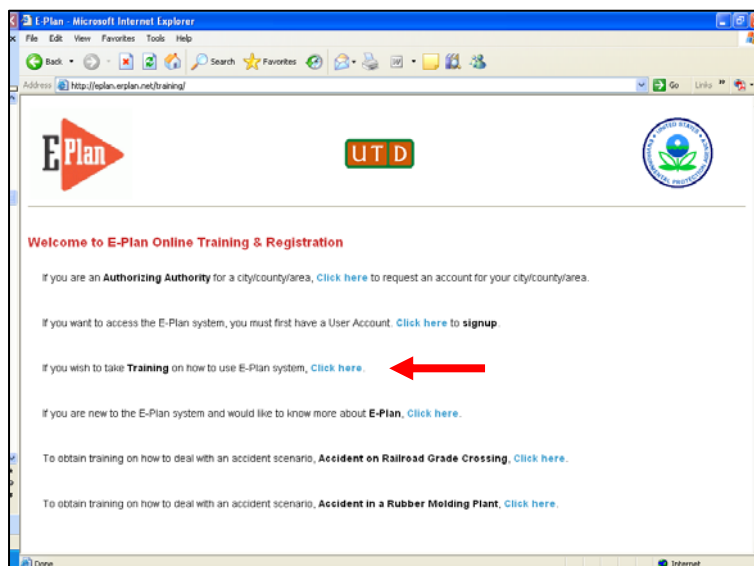 E-Plan - Microsoft Internet Explorer
File Edit View Favorites Tools Help
Back Search Favorites
Address http://eplan.erplan.net/training/ Go Links »
E Plan
UTD
UNITED STATES
ENVIRONMENTAL PROTECTION AGENCY
Welcome to E-Plan Online Training & Registration
If you are an Authorizing Authority for a city/county/area, Click here to request an account for your city/county/area.
If you want to access the E-Plan system, you must first have a User Account. Click here to signup.
If you wish to take Training on how to use E-Plan system, Click here.
If you are new to the E-Plan system and would like to know more about E-Plan, Click here.
To obtain training on how to deal with an accident scenario, Accident on Railroad Grade Crossing, Click here.
To obtain training on how to deal with an accident scenario, Accident in a Rubber Molding Plant, Click here.
Done Internet